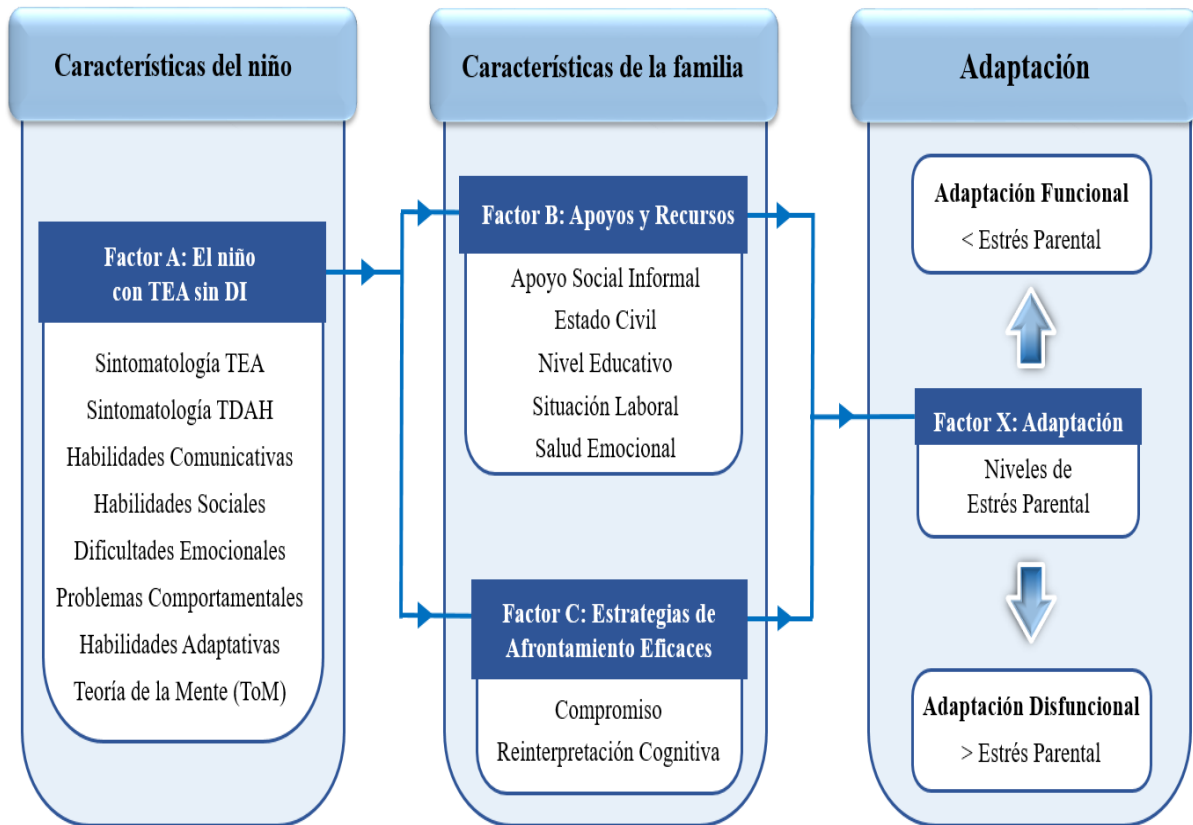 Características del niño
Factor A: El niño
con TEA sin DI
Sintomatología TEA
Sintomatología TDAH
Habilidades Comunicativas
Habilidades Sociales
Dificultades Emocionales
Problemas Comportamentales
Habilidades Adaptativas
Teoría de la Mente (ToM)
Características de la familia
Factor B: Apoyos y Recursos
Apoyo Social Informal
Estado Civil
Nivel Educativo
Situación Laboral
Salud Emocional
Factor C: Estrategias de
Afrontamiento Eficaces
Compromiso
Reinterpretación Cognitiva
Adaptación
Adaptación Funcional
< Estrés Parental
Factor X: Adaptación
Niveles de
Estrés Parental
Adaptación Disfuncional
> Estrés Parental